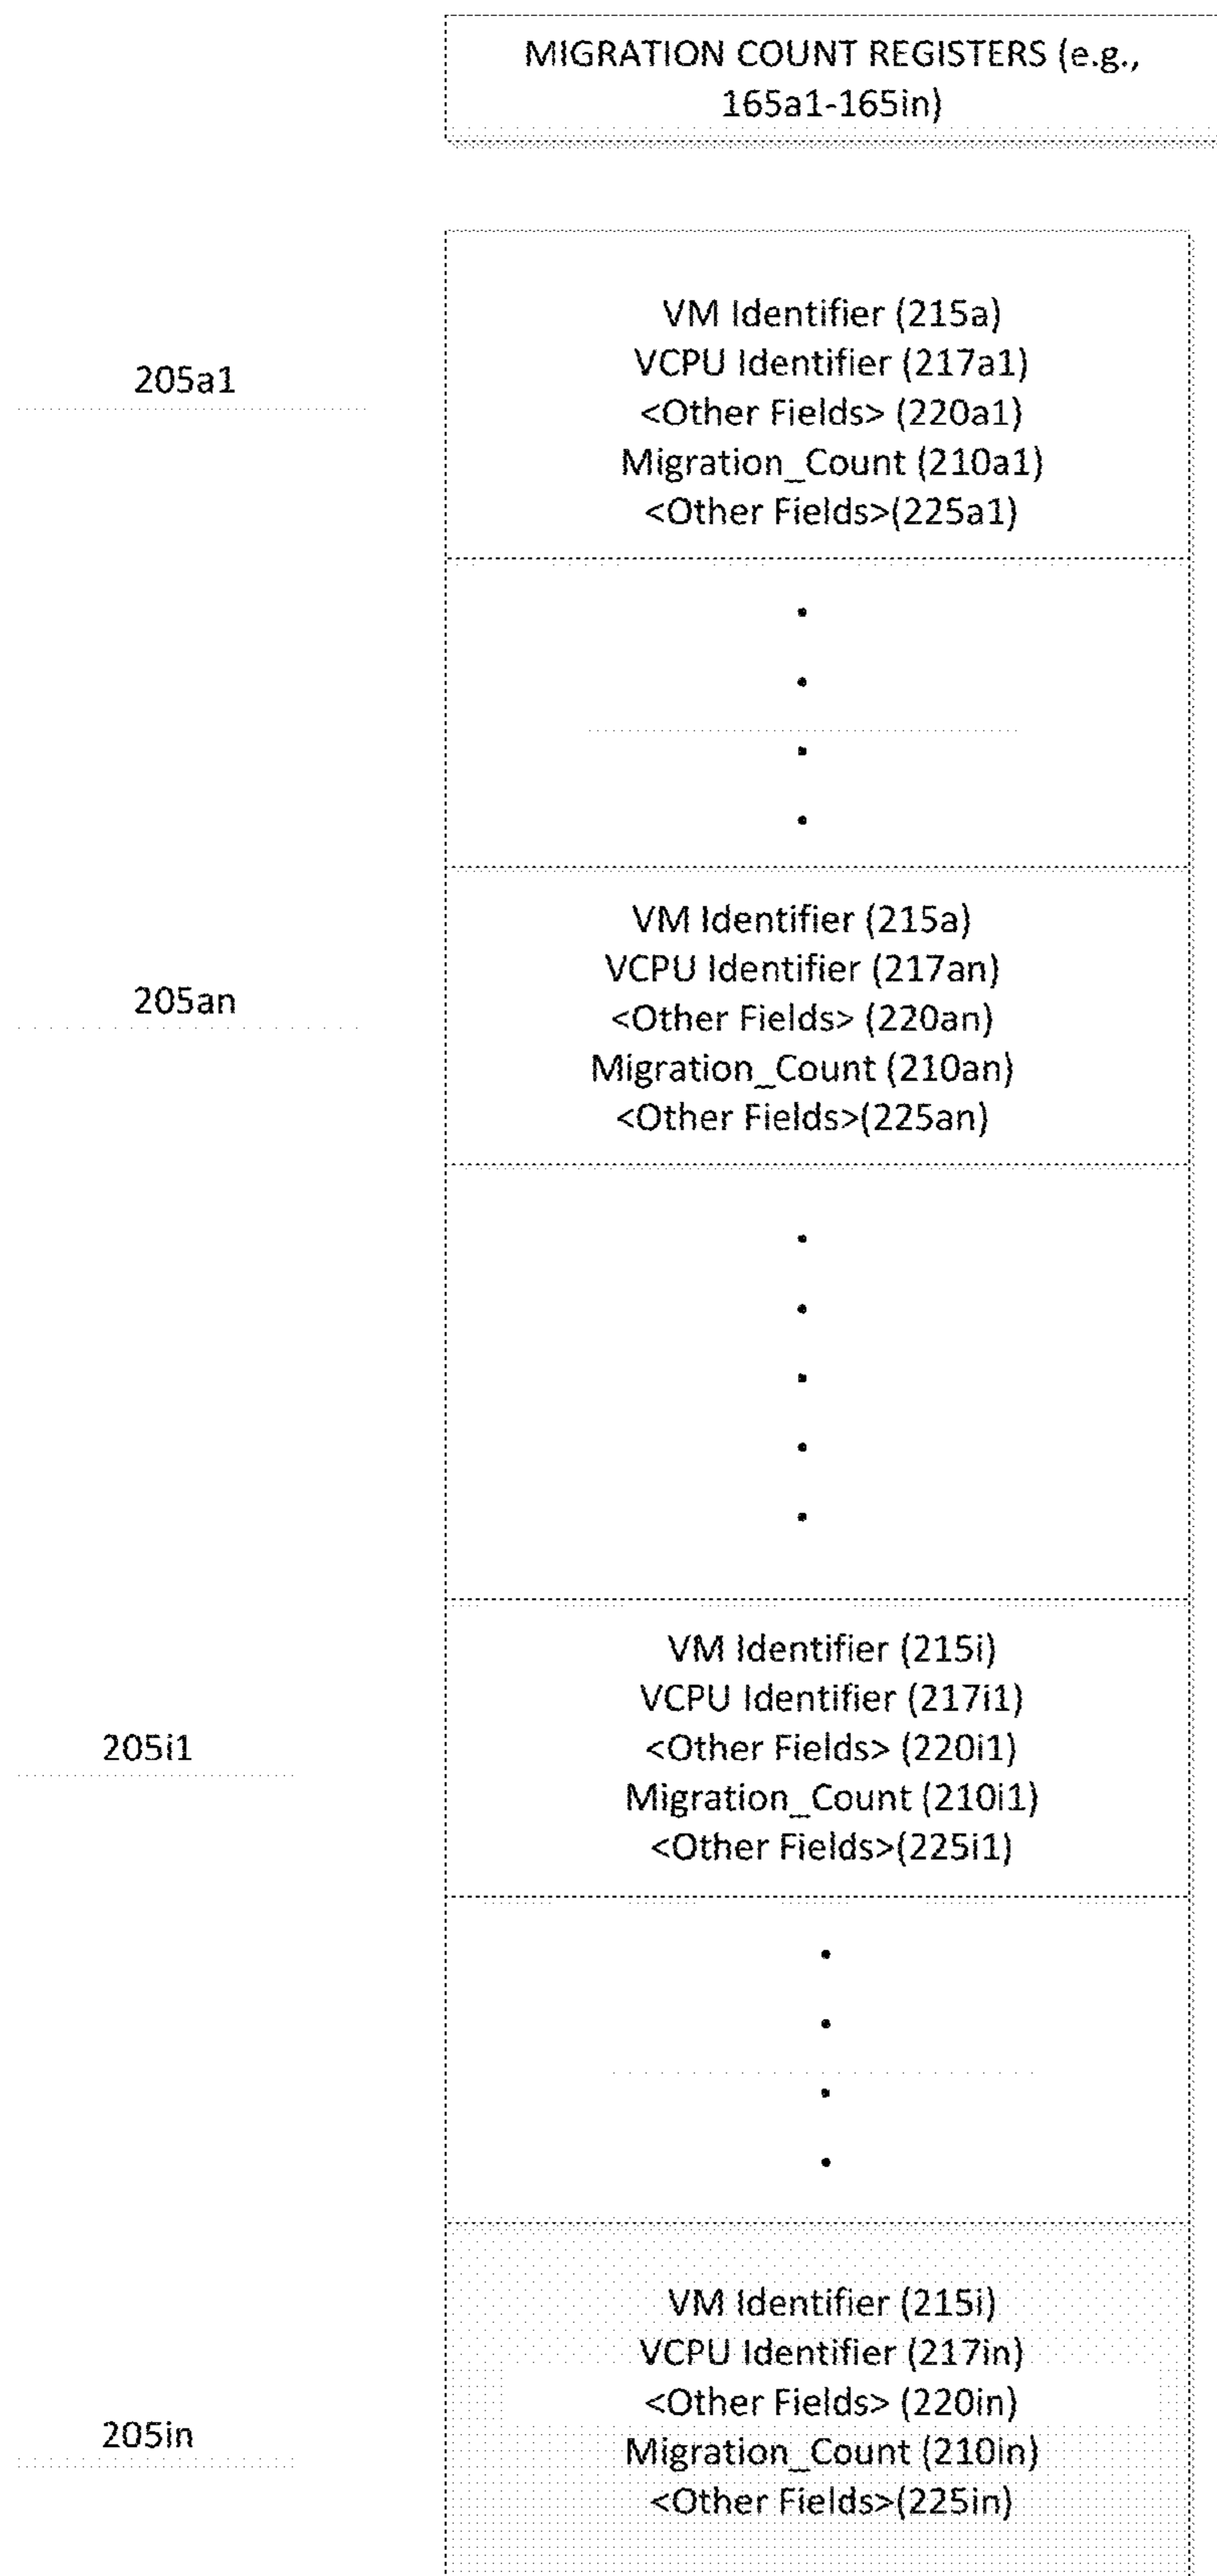 MIGRATION COUNT REGISTERS (e.g.,
165a1-165in)
205a1
VM Identifier (215a)
VCPU Identifier (217a1)
<Other Fields> (220a1)
Migration_Count (210a1)
<Other Fields>(225a1)
205an
VM Identifier (215a)
VCPU Identifier (217an)
<Other Fields> (220an)
Migration_Count (210an)
<Other Fields>(225an)
205i1
VM Identifier (215i)
VCPU Identifier (217i1)
<Other Fields> (220i1)
Migration_Count (210i1)
<Other Fields>(225i1)
205in
VM Identifier (215i)
VCPU Identifier (217in)
<Other Fields> (220in)
Migration_Count (210in)
<Other Fields>(225in)